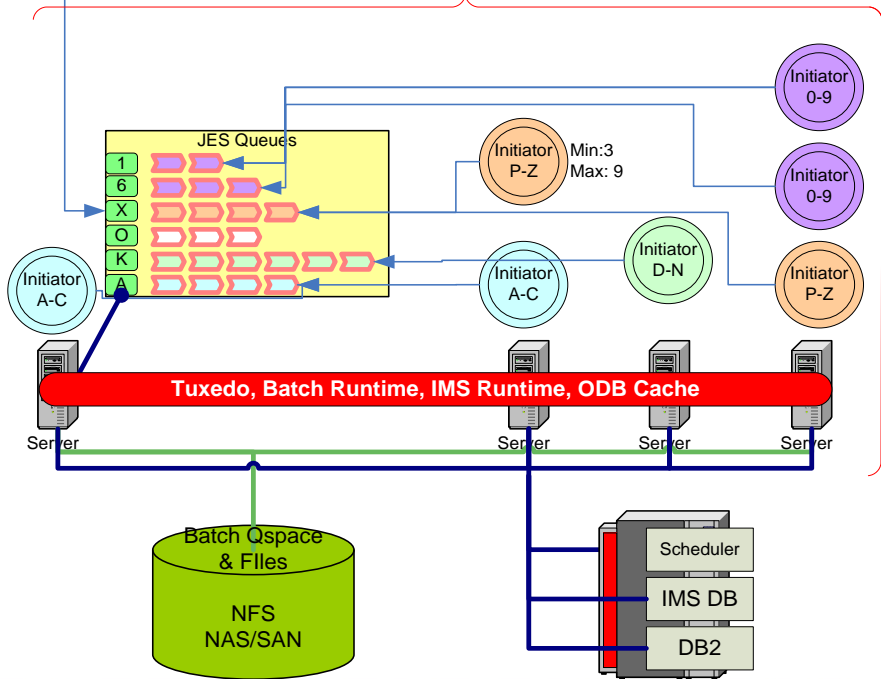 Initiator
0-9
JES Queues
1
6
X
O
K
A
Initiator
P-Z
Min:3
Max: 9
Initiator
0-9
Initiator
D-N
Initiator
A-C
Initiator
A-C
Initiator
P-Z
Tuxedo, Batch Runtime, IMS Runtime, ODB Cache
Server
Server
Server
Server
Batch Qspace
& FIles
NFS
NAS/SAN
Scheduler
IMS DB
DB2